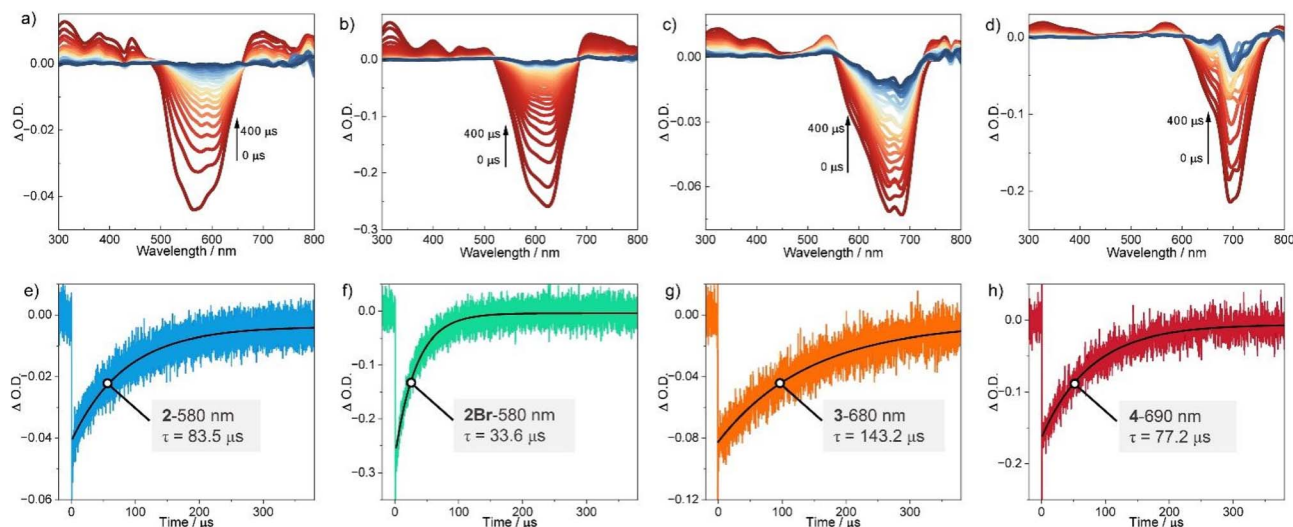 a)
0.00
−0.02
−0.04
Δ O.D.
400 μs
0 μs
300 400 500 600 700 800
Wavelength / nm
b)
0.0
−0.1
−0.2
−0.3
Δ O.D.
400 μs
0 μs
300 400 500 600 700 800
Wavelength / nm
c)
0.00
−0.03
−0.06
Δ O.D.
400 μs
0 μs
300 400 500 600 700 800
Wavelength / nm
d)
0.0
−0.1
−0.2
Δ O.D.
400 μs
0 μs
300 400 500 600 700 800
Wavelength / nm
e)
0.00
−0.02
−0.04
−0.06
Δ O.D.
2-580 nm
τ = 83.5 μs
0 100 200 300
Time / μs
f)
0.0
−0.1
−0.2
−0.3
Δ O.D.
2Br-580 nm
τ = 33.6 μs
0 100 200 300
Time / μs
g)
0.00
−0.04
−0.08
−0.12
Δ O.D.
3-680 nm
τ = 143.2 μs
0 100 200 300
Time / μs
h)
0.0
−0.1
−0.2
Δ O.D.
4-690 nm
τ = 77.2 μs
0 100 200 300
Time / μs